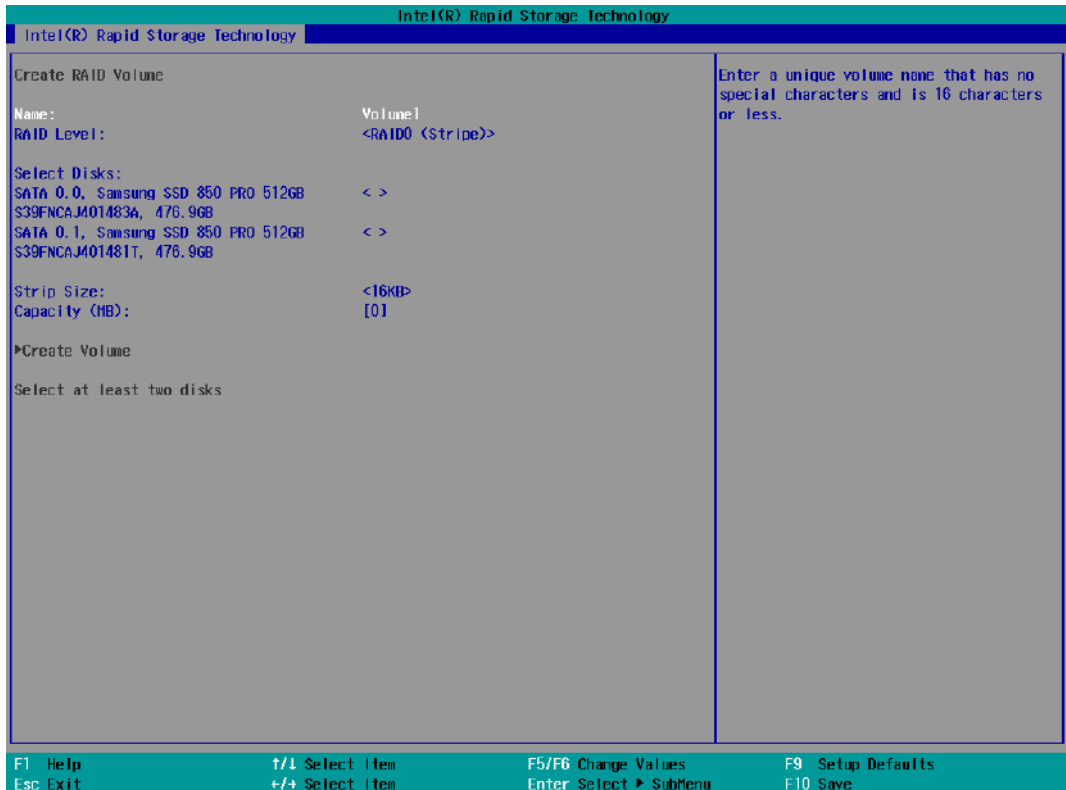 Intel(R) Rapid Storage Technology
Intel(R) Rapid Storage Technology
Create RAID Volume
Name: Volume1
RAID Level: <RAID0 (Stripe)>
Select Disks:
SATA 0.0, Samsung SSD 850 PRO 512GB < >
S39FNCAJ401483A, 476.9GB
SATA 0.1, Samsung SSD 850 PRO 512GB < >
S39FNCAJ401481T, 476.9GB
Strip Size: <16KB>
Capacity (MB): [0]
▶Create Volume
Select at least two disks
Enter a unique volume name that has no
special characters and is 16 characters
or less.
F1 Help ↑/↓ Select Item F5/F6 Change Values F9 Setup Defaults
Esc Exit ←/→ Select Item Enter Select ▶ SubMenu F10 Save